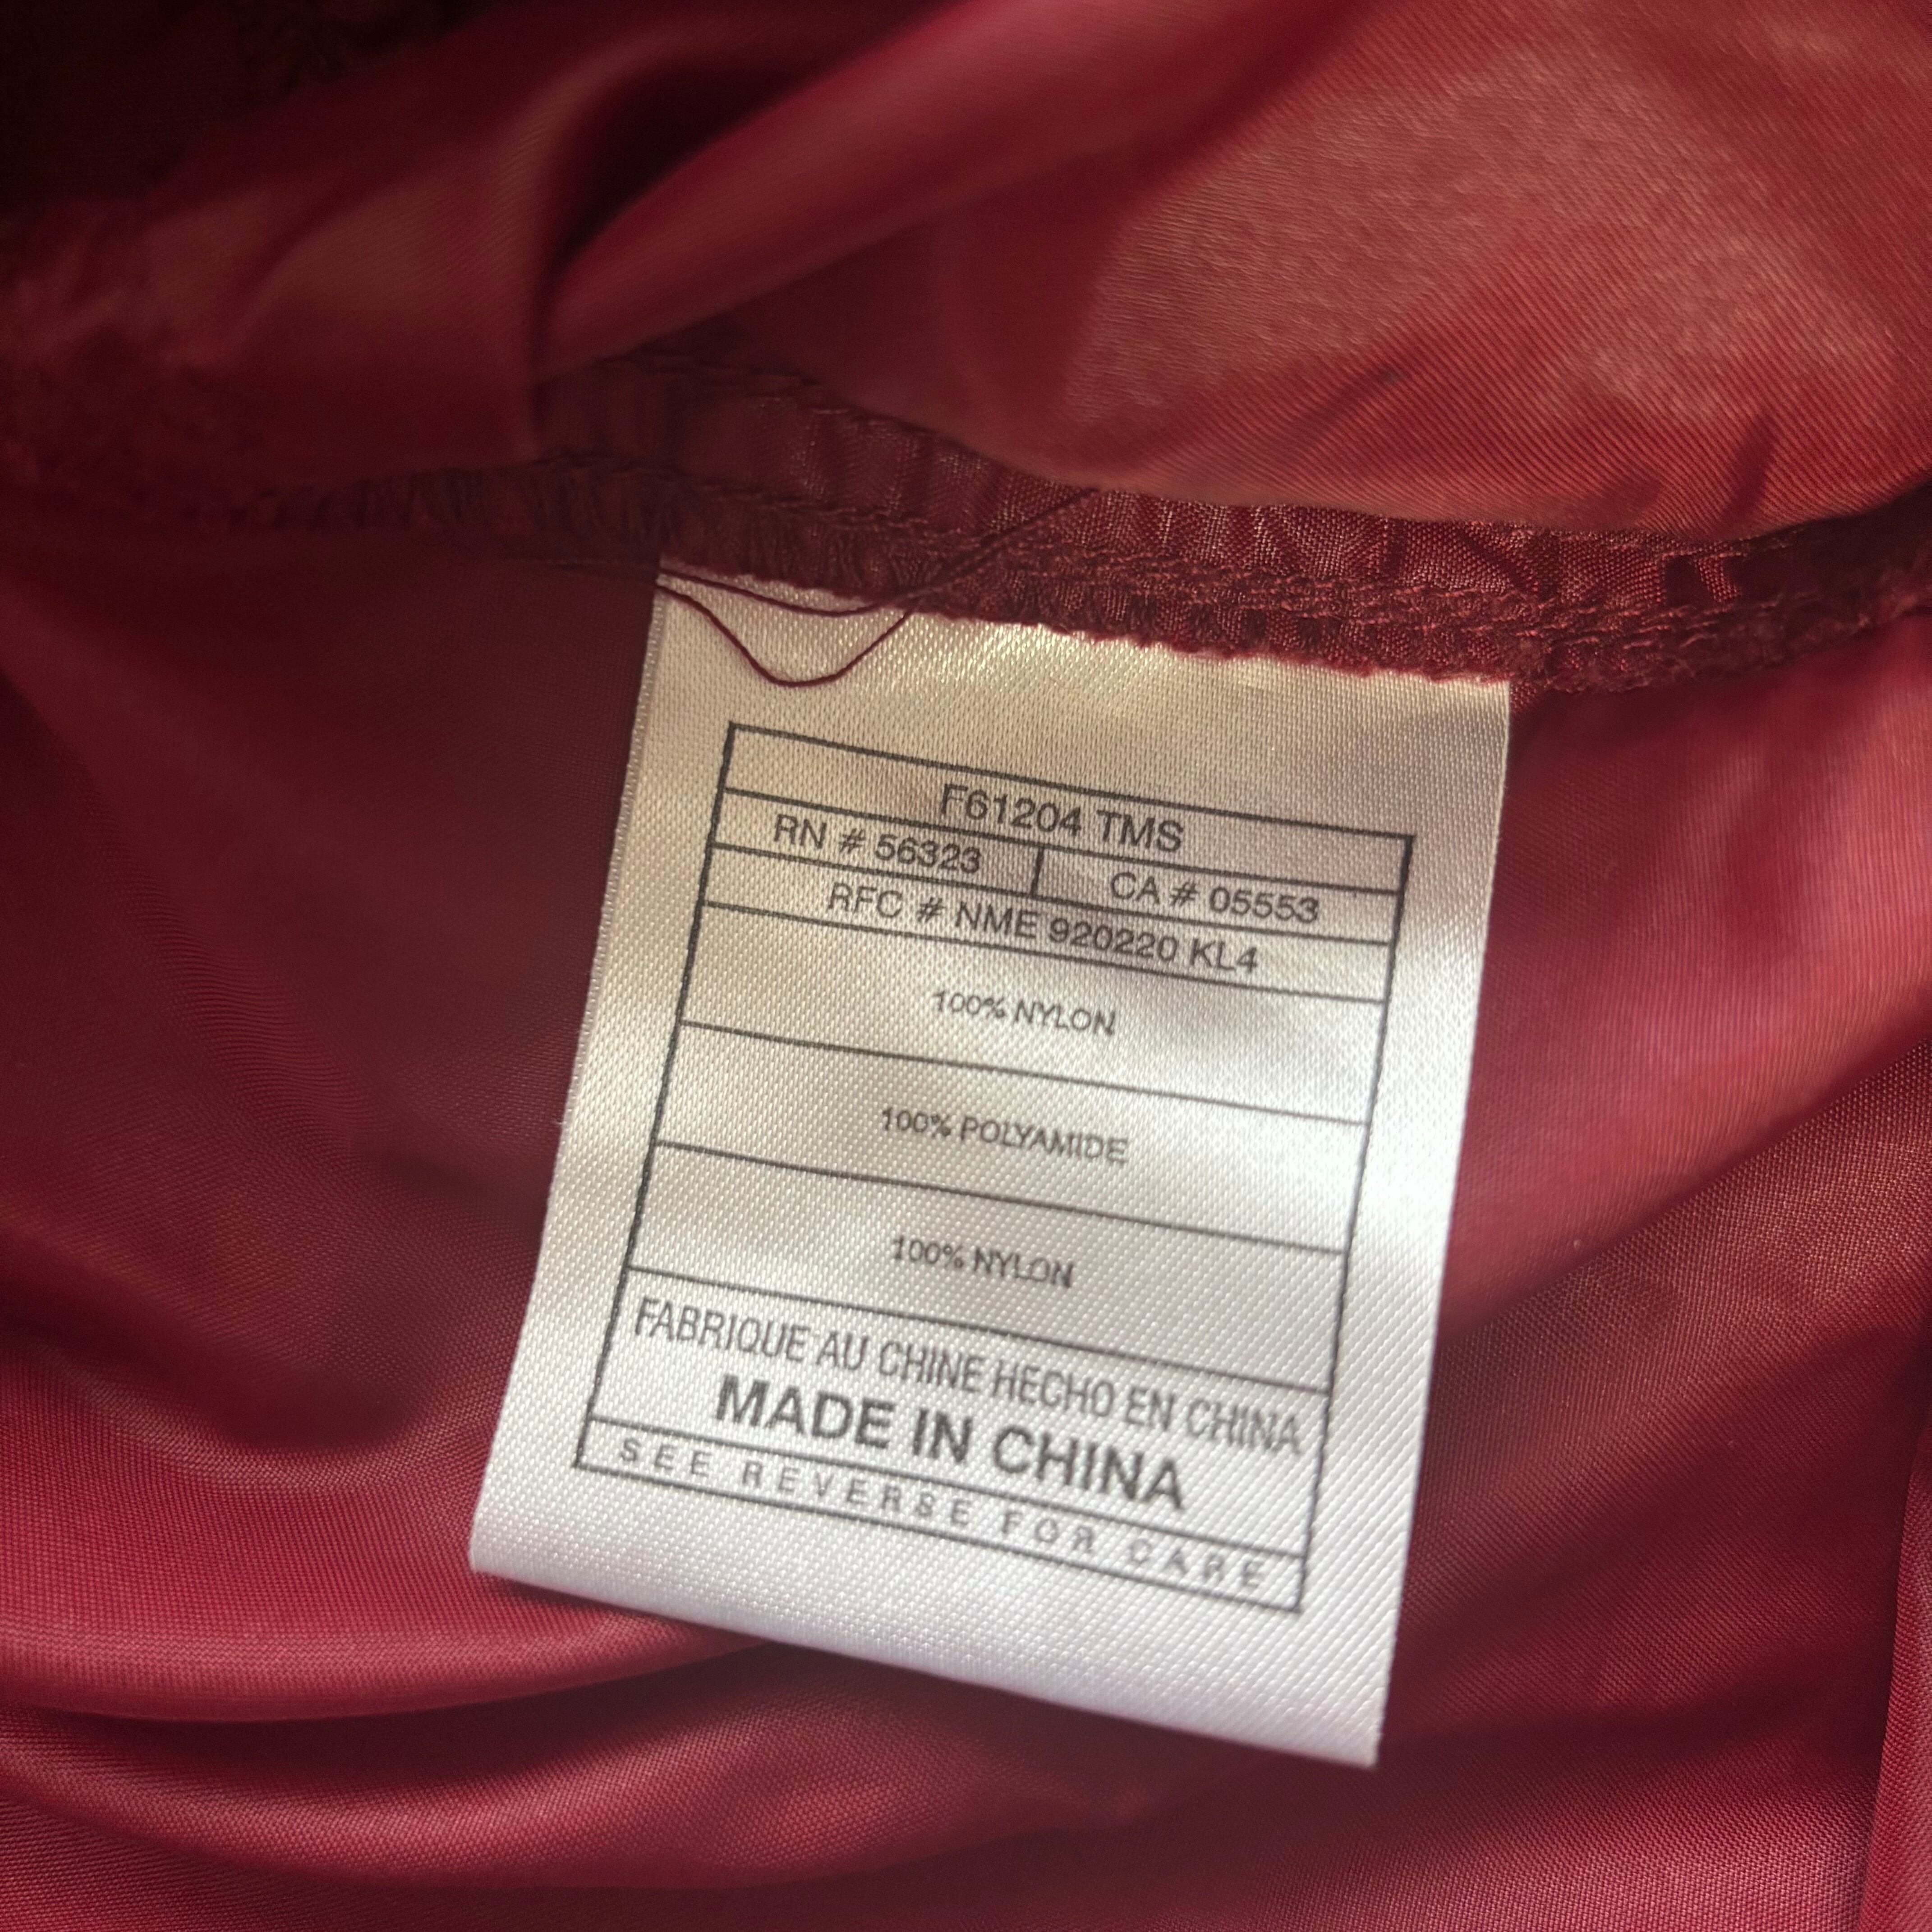 F61204 TMS
RN # 56323
CA # 05553
RFC # NME 920220 KL4
100% NYLON
100% POLYAMIDE
100% NYLON
FABRIQUE AU CHINE HECHO EN CHINA
MADE IN CHINA
SEE REVERSE FOR CARE